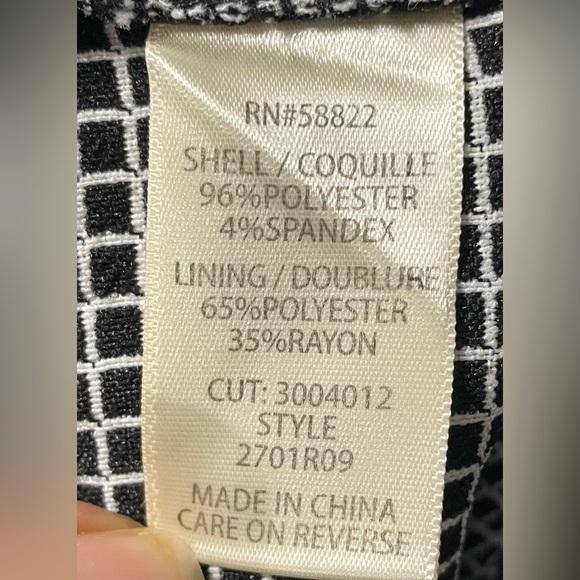 RN#58822
SHELL / COQUILLE
96%POLYESTER
4%SPANDEX
LINING / DOUBLURE
65%POLYESTER
35%RAYON
CUT: 3004012
STYLE
2701R09
MADE IN CHINA
CARE ON REVERSE